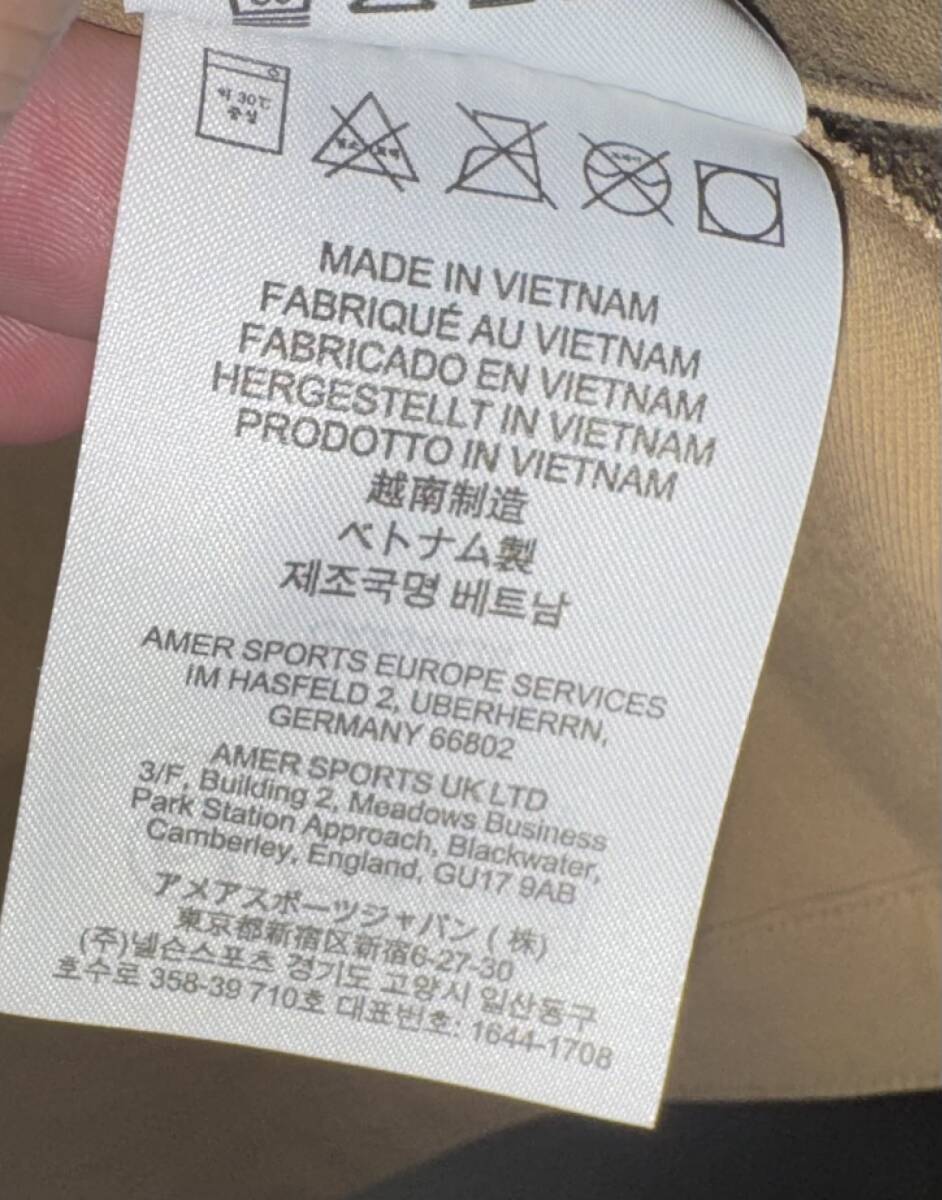 30℃
중성
MADE IN VIETNAM
FABRIQUÉ AU VIETNAM
FABRICADO EN VIETNAM
HERGESTELLT IN VIETNAM
PRODOTTO IN VIETNAM
越南制造
ベトナム製
제조국명 베트남
AMER SPORTS EUROPE SERVICES
IM HASFELD 2, UBERHERRN,
GERMANY 66802
AMER SPORTS UK LTD
3/F, Building 2, Meadows Business
Park Station Approach, Blackwater,
Camberley, England, GU17 9AB
アメアスポーツジャパン ( 株)
東京都新宿区新宿6-27-30
(주)넬슨스포츠 경기도 고양시 일산동구
호수로 358-39 710호 대표번호: 1644-1708